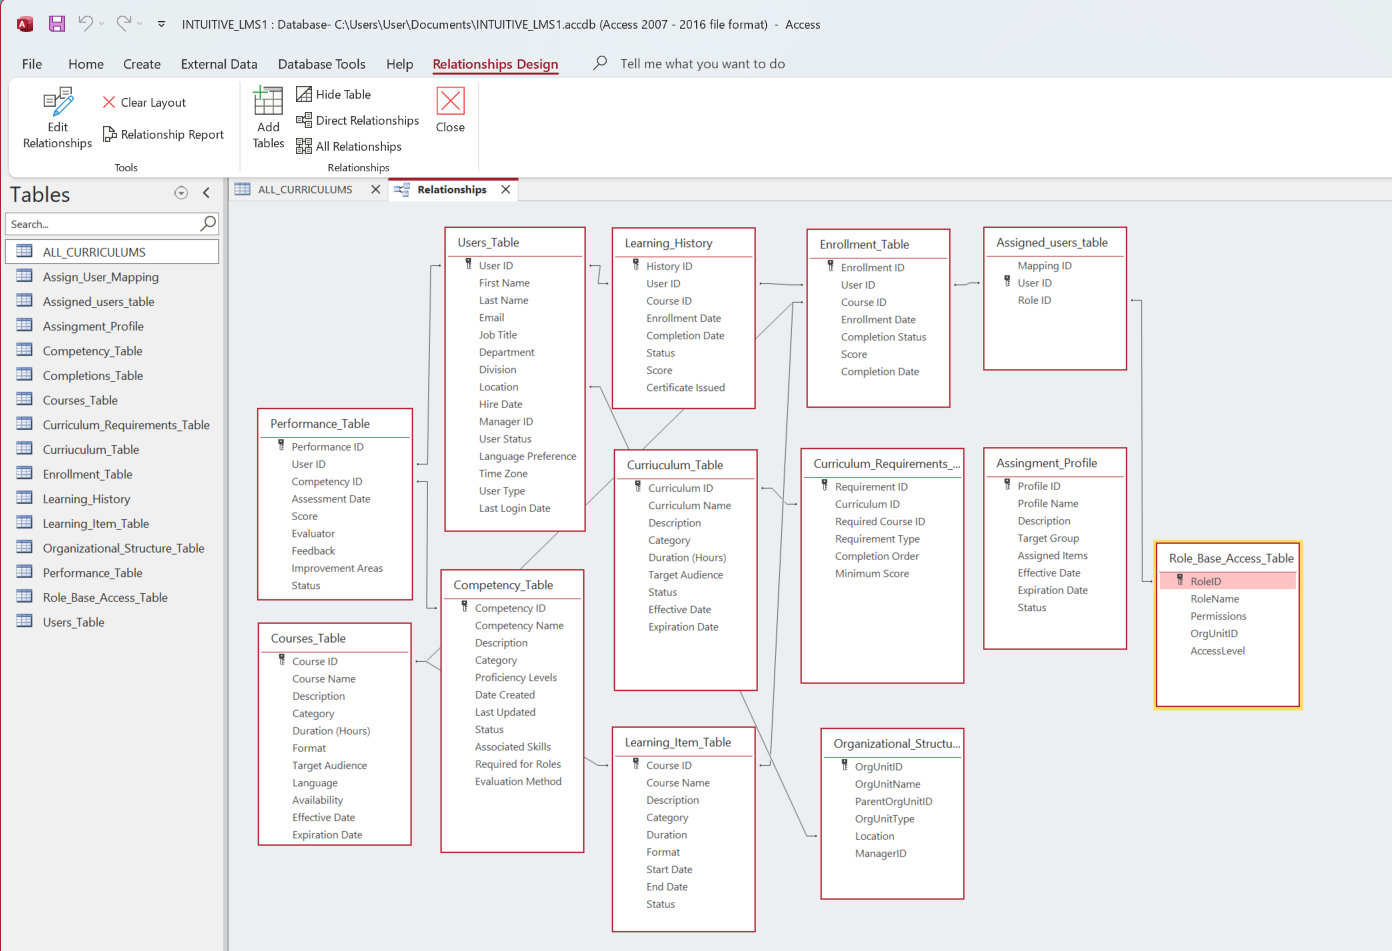 INTUITIVE_LMS1 : Database- C:\Users\User\Documents\INTUITIVE_LMS1.accdb (Access 2007 - 2016 file format) - Access
File Home Create External Data Database Tools Help Relationships Design Tell me what you want to do
Edit Relationships
Clear Layout
Relationship Report
Tools
Add Tables
Hide Table
Direct Relationships
All Relationships
Relationships
Close
Tables
Search...
ALL_CURRICULUMS
Assign_User_Mapping
Assigned_users_table
Assingment_Profile
Competency_Table
Completions_Table
Courses_Table
Curriculum_Requirements_Table
Curriuculum_Table
Enrollment_Table
Learning_History
Learning_Item_Table
Organizational_Structure_Table
Performance_Table
Role_Base_Access_Table
Users_Table
ALL_CURRICULUMS
Relationships
Performance_Table
Performance ID
User ID
Competency ID
Assessment Date
Score
Evaluator
Feedback
Improvement Areas
Status
Courses_Table
Course ID
Course Name
Description
Category
Duration (Hours)
Format
Target Audience
Language
Availability
Effective Date
Expiration Date
Users_Table
User ID
First Name
Last Name
Email
Job Title
Department
Division
Location
Hire Date
Manager ID
User Status
Language Preference
Time Zone
User Type
Last Login Date
Competency_Table
Competency ID
Competency Name
Description
Category
Proficiency Levels
Date Created
Last Updated
Status
Associated Skills
Required for Roles
Evaluation Method
Learning_History
History ID
User ID
Course ID
Enrollment Date
Completion Date
Status
Score
Certificate Issued
Curriuculum_Table
Curriculum ID
Curriculum Name
Description
Category
Duration (Hours)
Target Audience
Status
Effective Date
Expiration Date
Learning_Item_Table
Course ID
Course Name
Description
Category
Duration
Format
Start Date
End Date
Status
Enrollment_Table
Enrollment ID
User ID
Course ID
Enrollment Date
Completion Status
Score
Completion Date
Curriculum_Requirements_...
Requirement ID
Curriculum ID
Required Course ID
Requirement Type
Completion Order
Minimum Score
Organizational_Structu...
OrgUnitID
OrgUnitName
ParentOrgUnitID
OrgUnitType
Location
ManagerID
Assigned_users_table
Mapping ID
User ID
Role ID
Assingment_Profile
Profile ID
Profile Name
Description
Target Group
Assigned Items
Effective Date
Expiration Date
Status
Role_Base_Access_Table
RoleID
RoleName
Permissions
OrgUnitID
AccessLevel